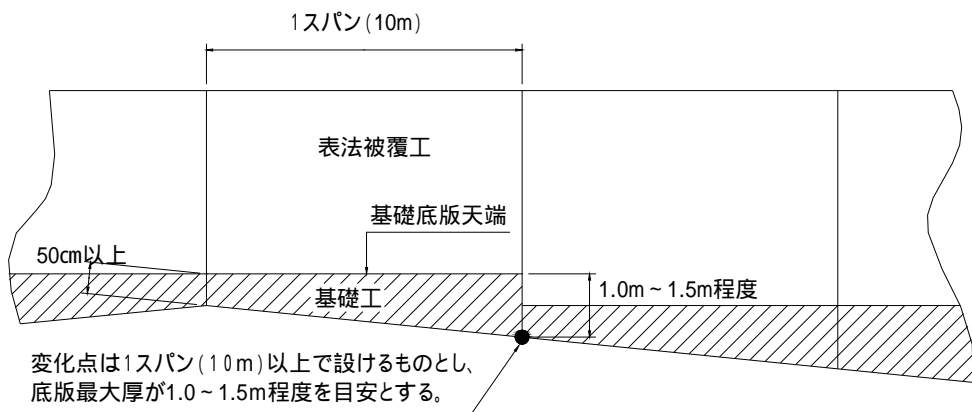 1スパン(10m)
表法被覆工
基礎底版天端
50㎝以上
基礎工
1.0m~1.5m程度
変化点は1スパン(10m)以上で設けるものとし、
底版最大厚が1.0~1.5m程度を目安とする。